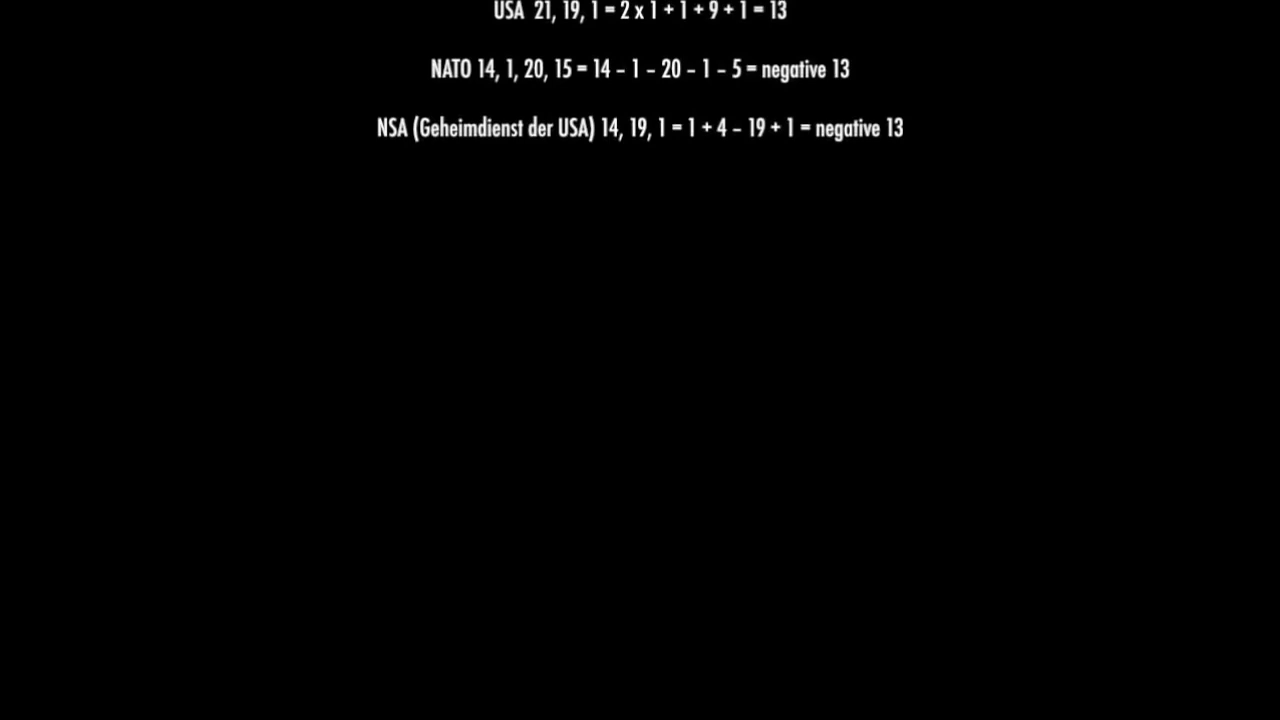 USA 21, 19, 1 = 2 x 1 + 1 + 9 + 1 = 13
NATO 14, 1, 20, 15 = 14 – 1 – 20 – 1 – 5 = negative 13
NSA (Geheimdienst der USA) 14, 19, 1 = 1 + 4 – 19 + 1 = negative 13